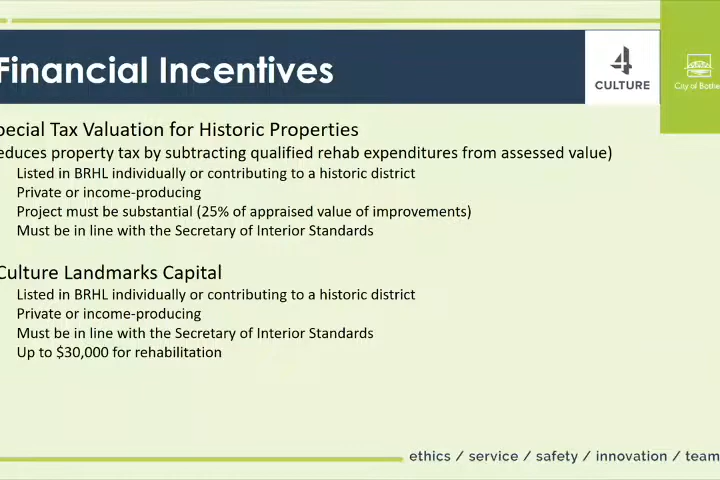 Financial Incentives
4
CULTURE
City of Bothe
pecial Tax Valuation for Historic Properties
educes property tax by subtracting qualified rehab expenditures from assessed value)
Listed in BRHL individually or contributing to a historic district
Private or income-producing
Project must be substantial (25% of appraised value of improvements)
Must be in line with the Secretary of Interior Standards
Culture Landmarks Capital
Listed in BRHL individually or contributing to a historic district
Private or income-producing
Must be in line with the Secretary of Interior Standards
Up to $30,000 for rehabilitation
ethics / service / safety / innovation / team